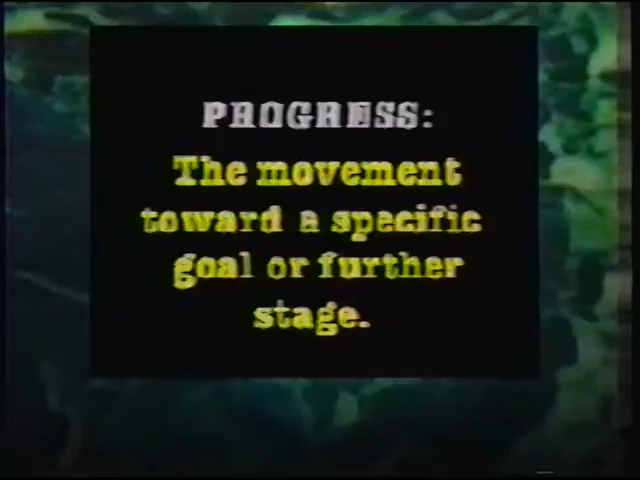 PROGRESS:
The movement
toward a specific
goal or further
stage.